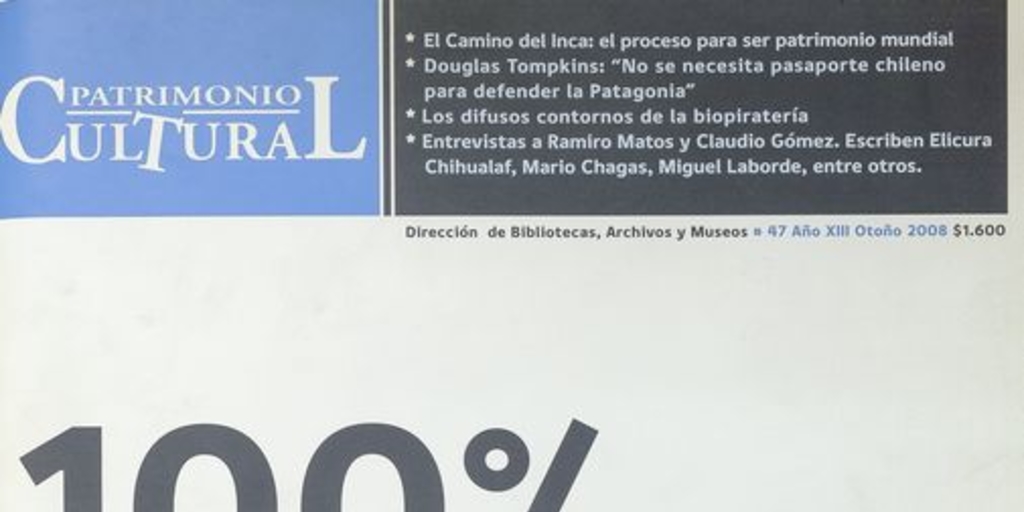 PATRIMONIO
CULTURAL
* El Camino del Inca: el proceso para ser patrimonio mundial
* Douglas Tompkins: “No se necesita pasaporte chileno
para defender la Patagonia”
* Los difusos contornos de la biopiratería
* Entrevistas a Ramiro Matos y Claudio Gómez. Escriben Elicura
Chihualaf, Mario Chagas, Miguel Laborde, entre otros.
Dirección de Bibliotecas, Archivos y Museos ▪ 47 Año XIII Otoño 2008 $1.600
100%